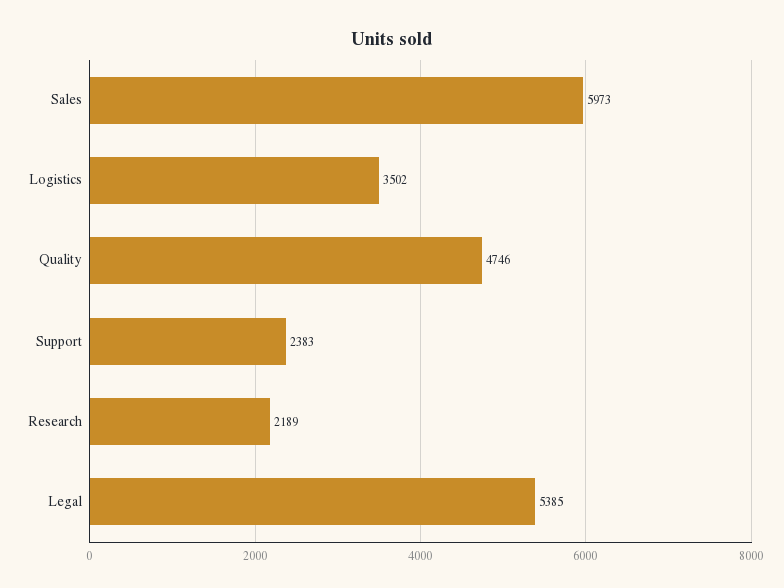 Units sold
Sales 5973
Logistics 3502
Quality 4746
Support 2383
Research 2189
Legal 5385
0 2000 4000 6000 8000